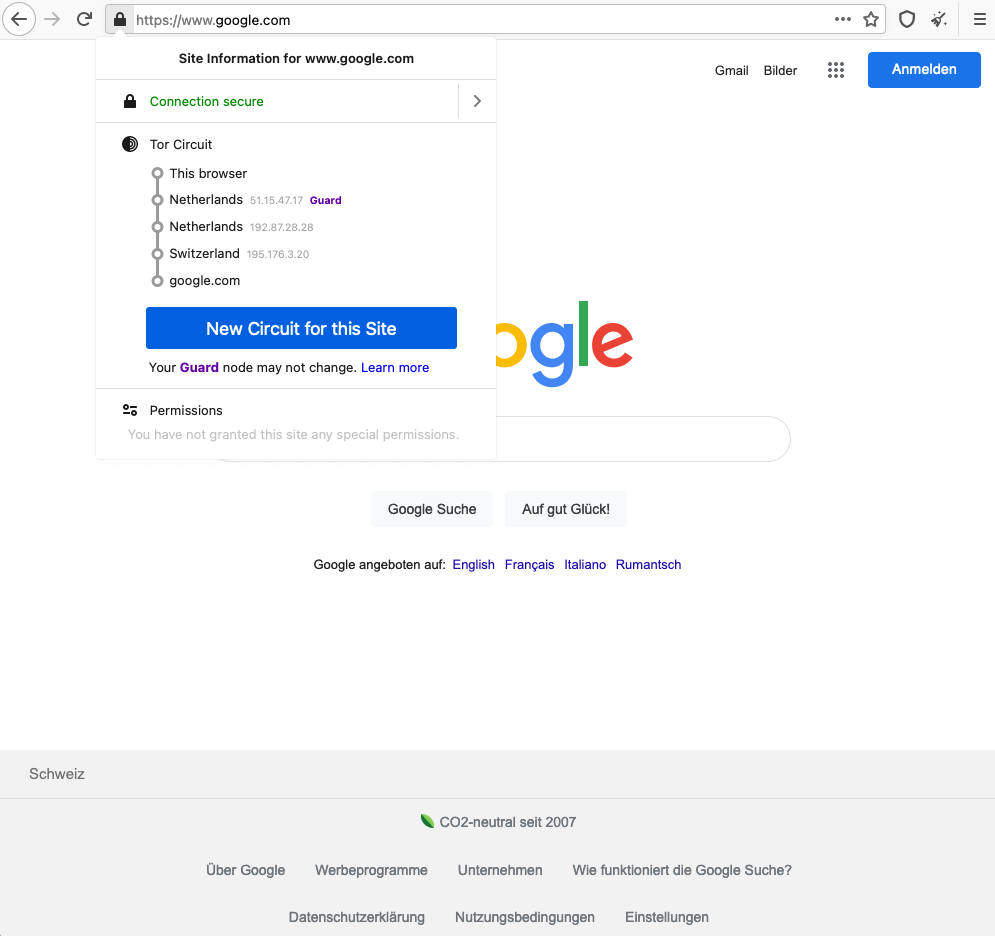 https://www.google.com
Site Information for www.google.com
Connection secure
Tor Circuit
This browser
Netherlands 51.15.47.17 Guard
Netherlands 192.87.28.28
Switzerland 195.176.3.20
google.com
New Circuit for this Site
Your Guard node may not change. Learn more
Permissions
You have not granted this site any special permissions.
Gmail Bilder Anmelden
ogle
Google Suche Auf gut Glück!
Google angeboten auf: English Français Italiano Rumantsch
Schweiz
CO2-neutral seit 2007
Über Google Werbeprogramme Unternehmen Wie funktioniert die Google Suche?
Datenschutzerklärung Nutzungsbedingungen Einstellungen